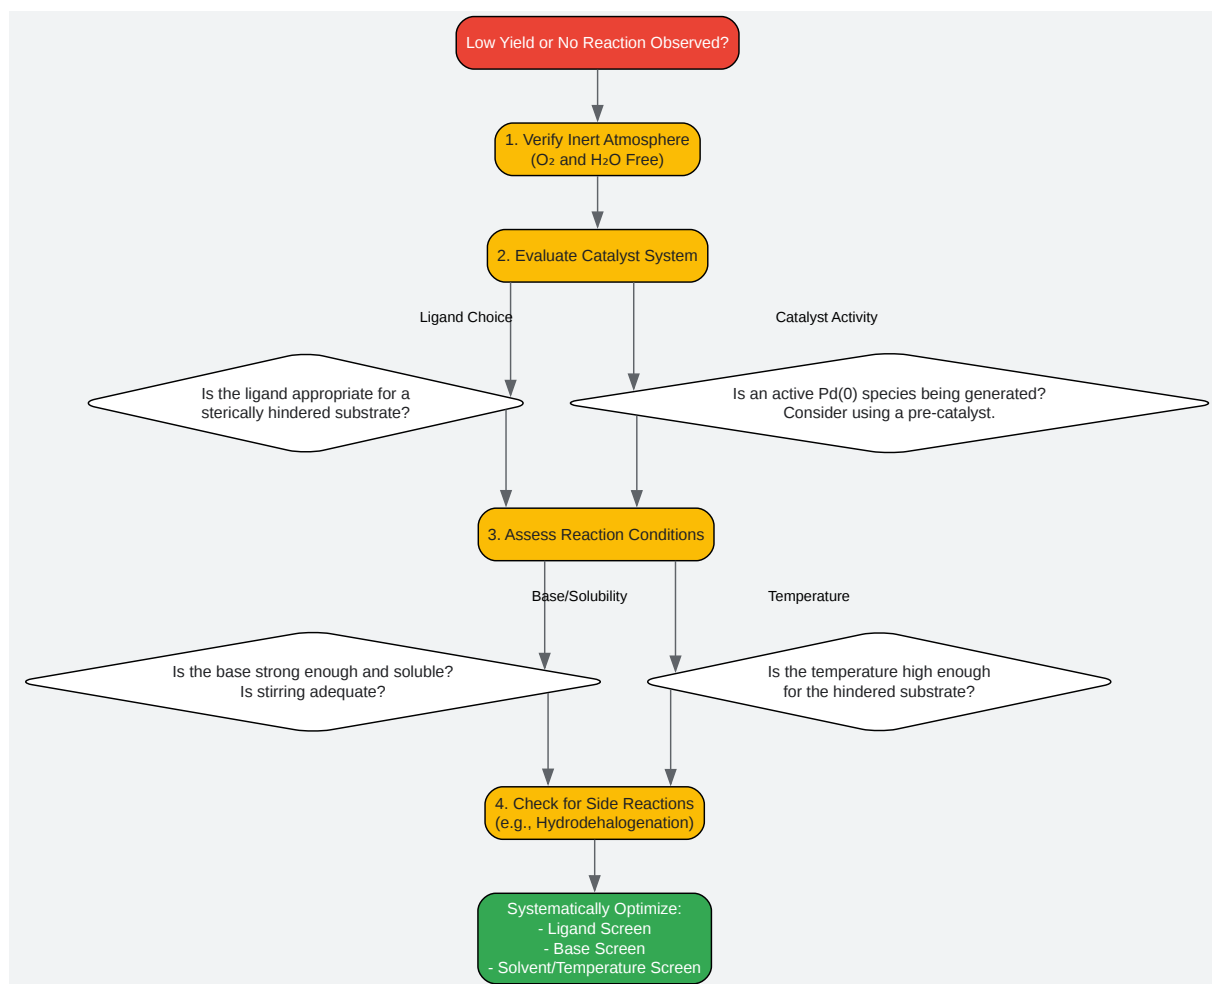 Low Yield or No Reaction Observed?
1. Verify Inert Atmosphere
(O₂ and H₂O Free)
2. Evaluate Catalyst System
Ligand Choice
Catalyst Activity
Is the ligand appropriate for a
sterically hindered substrate?
Is an active Pd(0) species being generated?
Consider using a pre-catalyst.
3. Assess Reaction Conditions
Base/Solubility
Temperature
Is the base strong enough and soluble?
Is stirring adequate?
Is the temperature high enough
for the hindered substrate?
4. Check for Side Reactions
(e.g., Hydrodehalogenation)
Systematically Optimize:
- Ligand Screen
- Base Screen
- Solvent/Temperature Screen